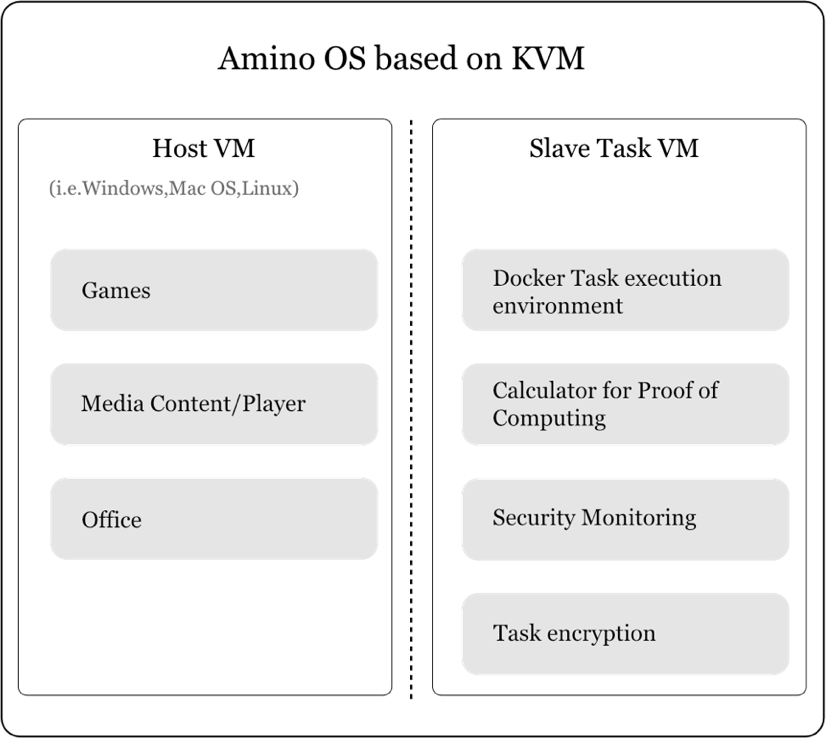 Amino OS based on KVM
Host VM
(i.e.Windows,Mac OS,Linux)
Games
Media Content/Player
Office
Slave Task VM
Docker Task execution
environment
Calculator for Proof of
Computing
Security Monitoring
Task encryption